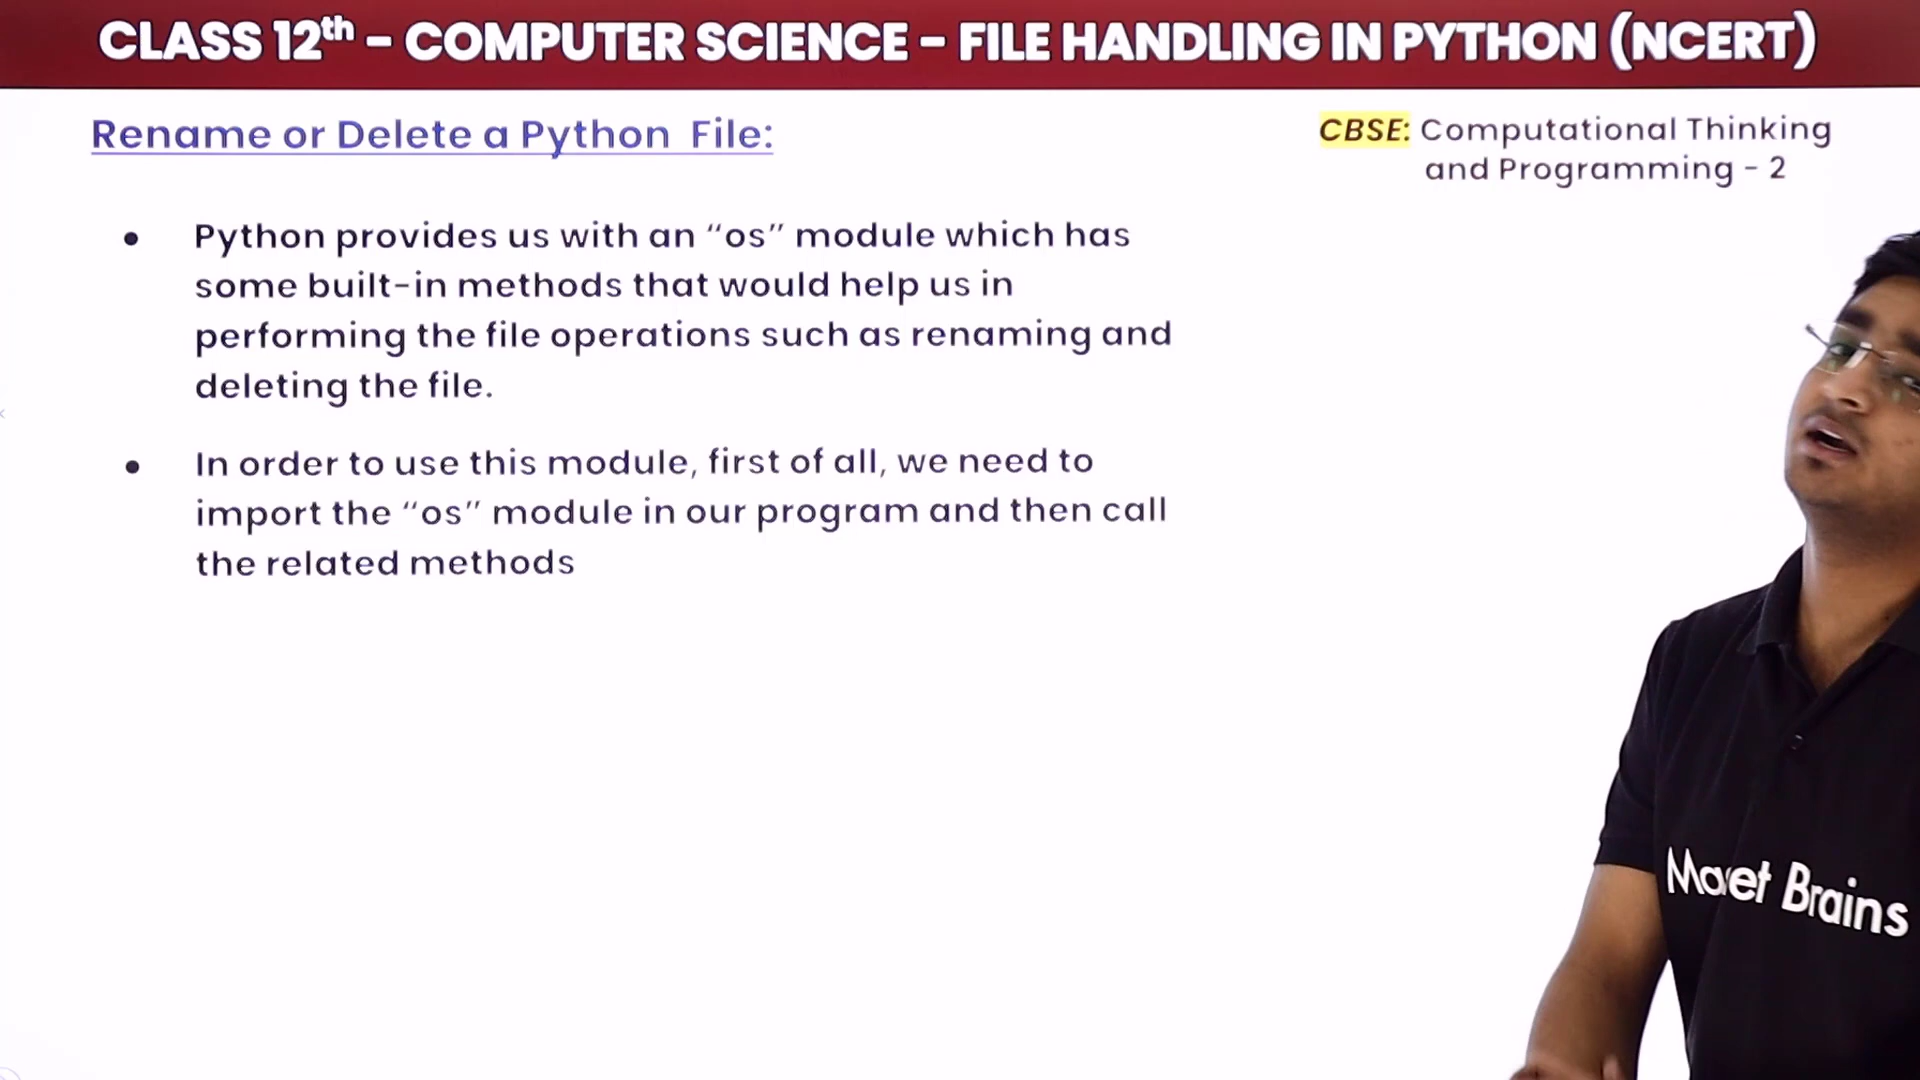 CLASS 12th - COMPUTER SCIENCE - FILE HANDLING IN PYTHON (NCERT)
Rename or Delete a Python File:
CBSE: Computational Thinking
and Programming - 2
• Python provides us with an “os” module which has
some built-in methods that would help us in
performing the file operations such as renaming and
deleting the file.
• In order to use this module, first of all, we need to
import the “os” module in our program and then call
the related methods
Brains